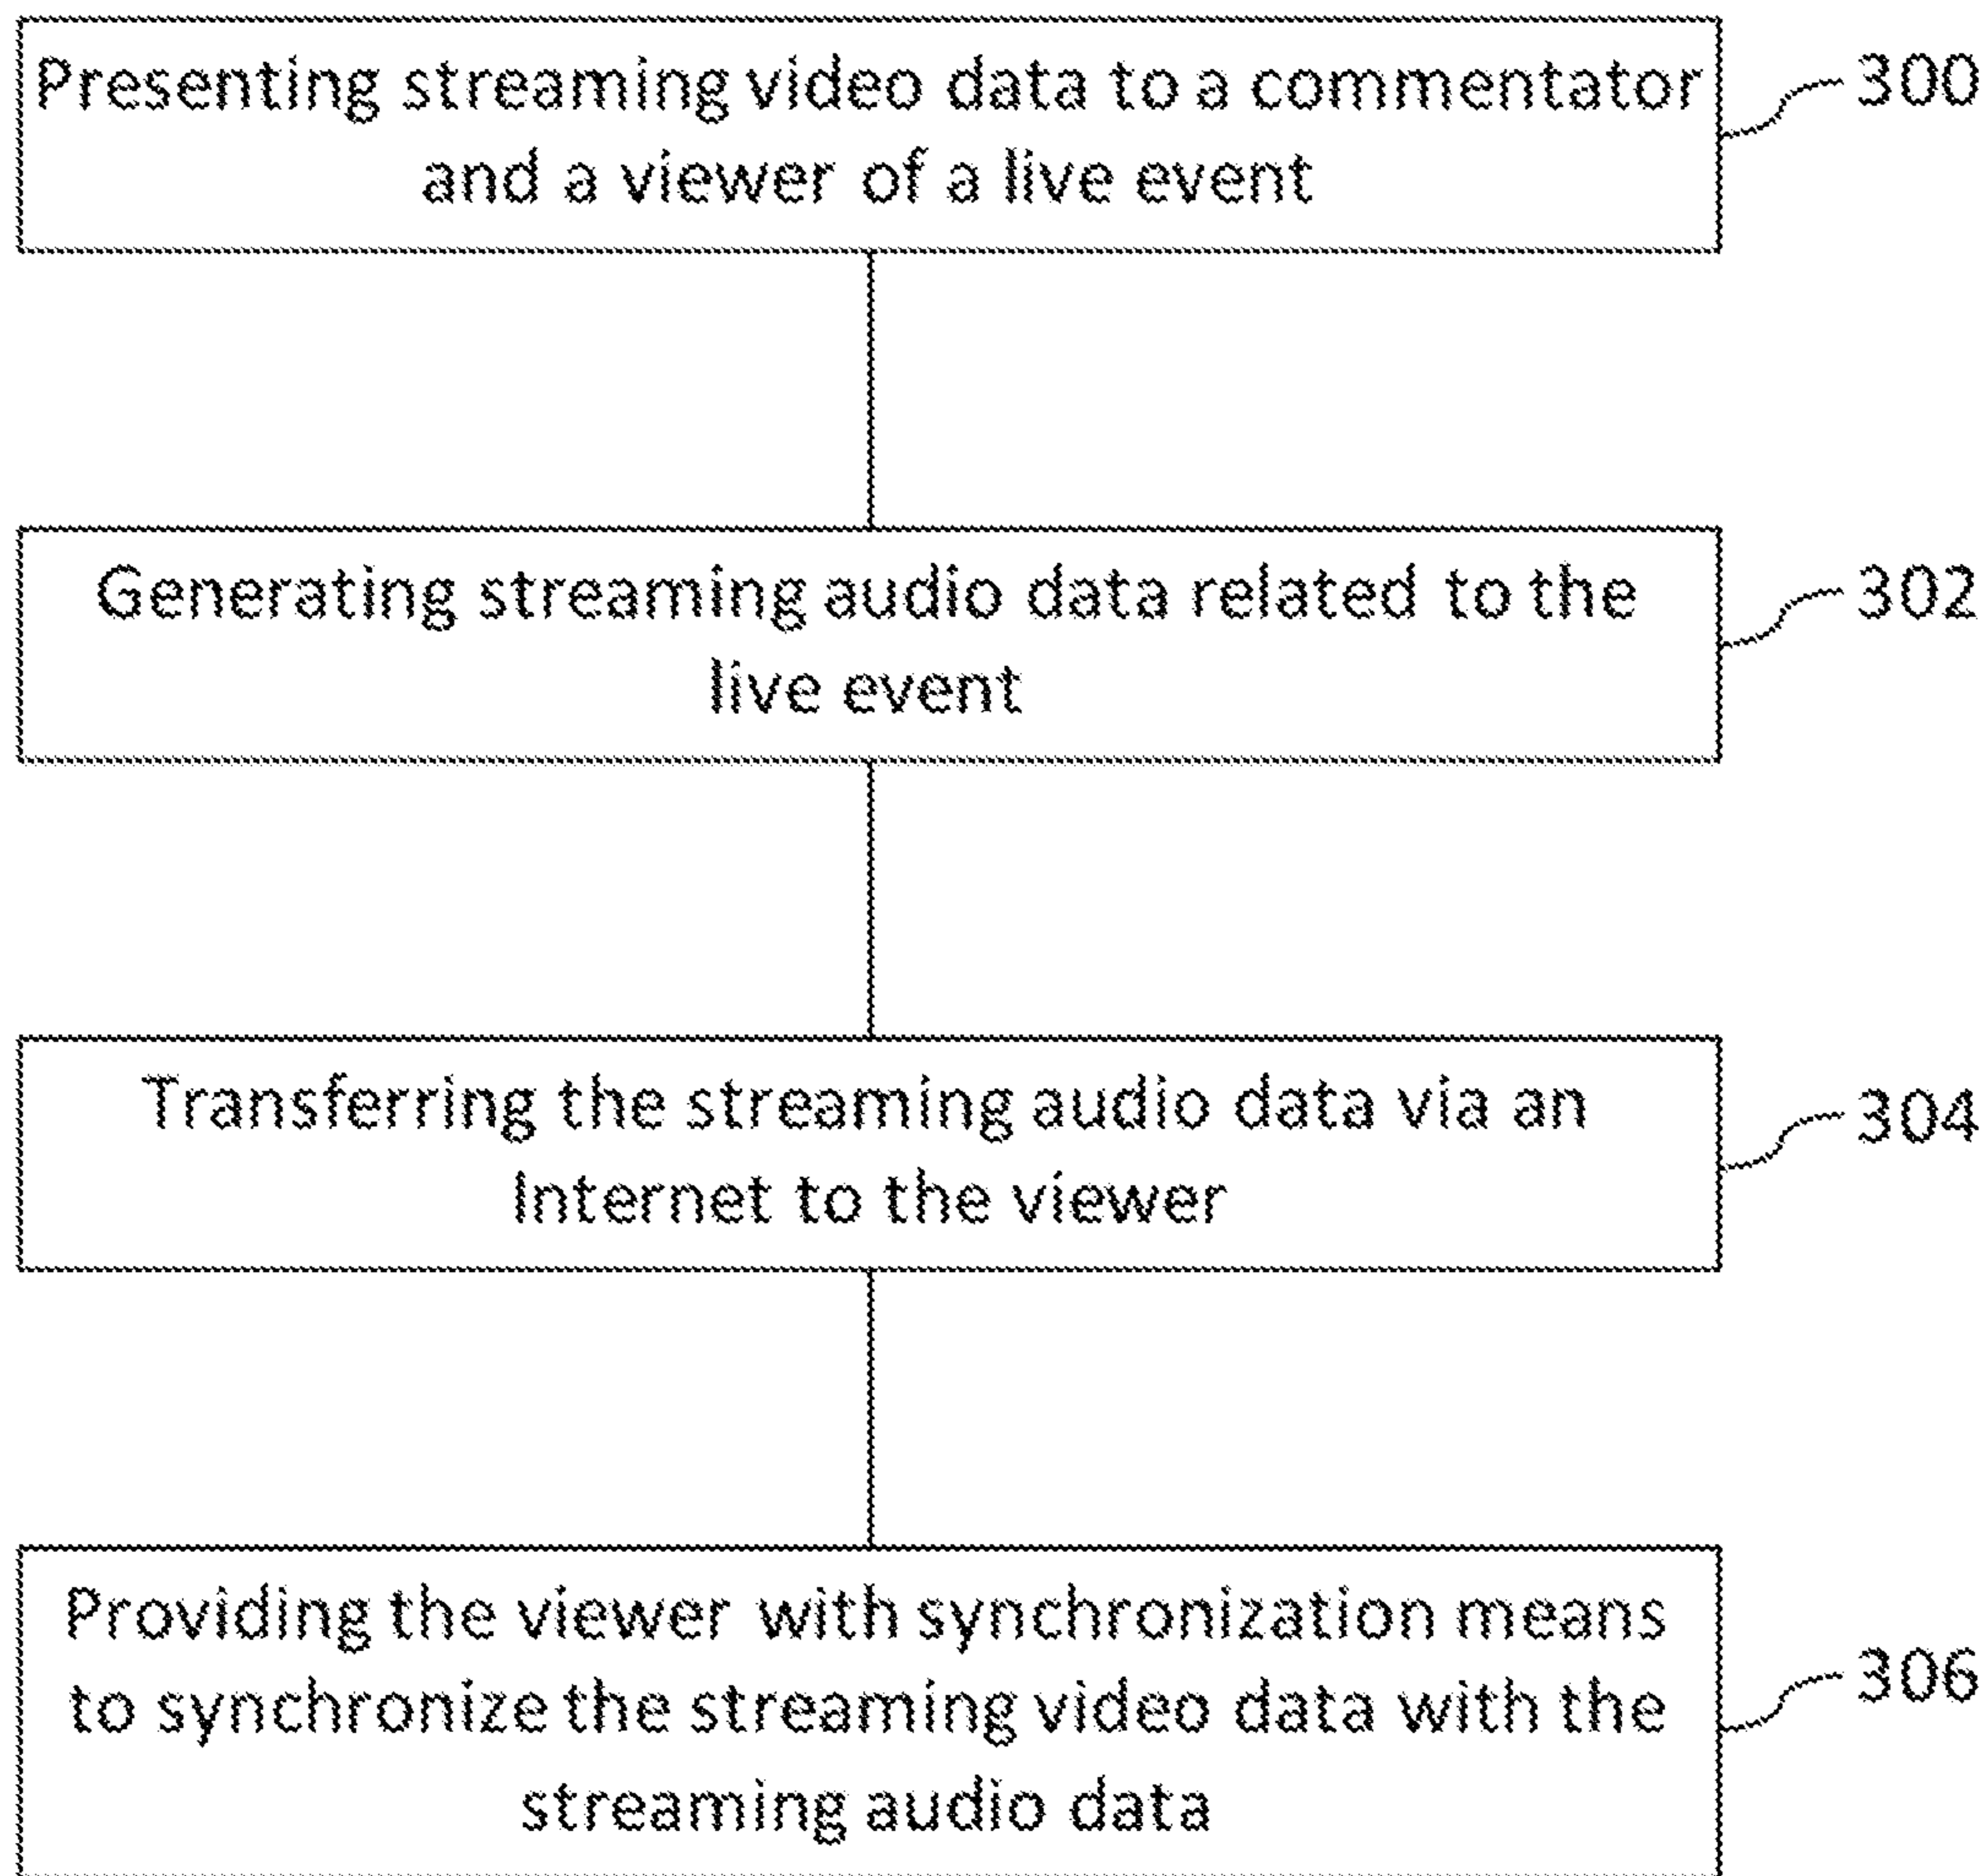 Presenting streaming video data to a commentator
and a viewer of a live event
300
Generating streaming audio data related to the
live event
302
Transferring the streaming audio data via an
Internet to the viewer
304
Providing the viewer with synchronization means
to synchronize the streaming video data with the
streaming audio data
306